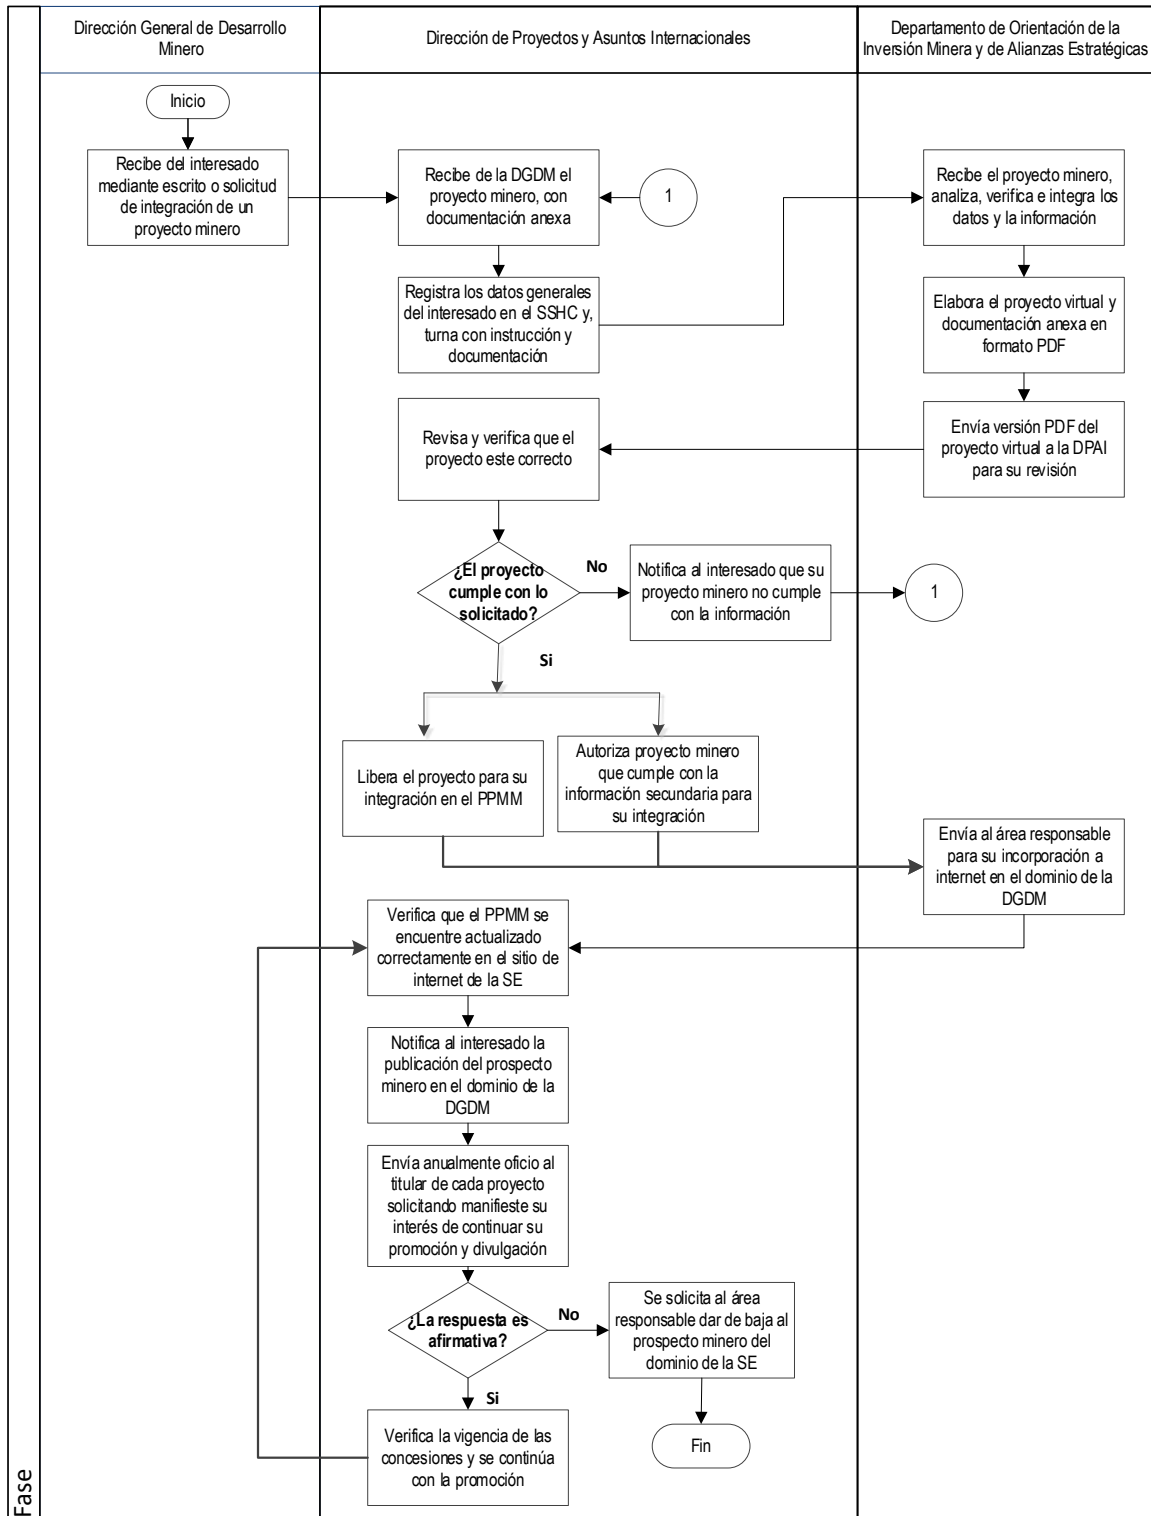 Dirección General de Desarrollo
Minero
Dirección de Proyectos y Asuntos Internacionales
Departamento de Orientación de la
Inversión Minera y de Alianzas Estratégicas
Inicio
Recibe del interesado
mediante escrito o solicitud
de integración de un
proyecto minero
Recibe de la DGDM el
proyecto minero, con
documentación anexa
1
Recibe el proyecto minero,
analiza, verifica e integra los
datos y la información
Registra los datos generales
del interesado en el SSHC y,
turna con instrucción y
documentación
Elabora el proyecto virtual y
documentación anexa en
formato PDF
Revisa y verifica que el
proyecto este correcto
Envía versión PDF del
proyecto virtual a la DPAI
para su revisión
¿El proyecto
cumple con lo
solicitado?
No
Notifica al interesado que su
proyecto minero no cumple
con la información
1
Si
Libera el proyecto para su
integración en el PPMM
Autoriza proyecto minero
que cumple con la
información secundaria para
su integración
Envía al área responsable
para su incorporación a
internet en el dominio de la
DGDM
Verifica que el PPMM se
encuentre actualizado
correctamente en el sitio de
internet de la SE
Notifica al interesado la
publicación del prospecto
minero en el dominio de la
DGDM
Envía anualmente oficio al
titular de cada proyecto
solicitando manifieste su
interés de continuar su
promoción y divulgación
¿La respuesta es
afirmativa?
No
Se solicita al área
responsable dar de baja al
prospecto minero del
dominio de la SE
Si
Verifica la vigencia de las
concesiones y se continúa
con la promoción
Fin
Fase